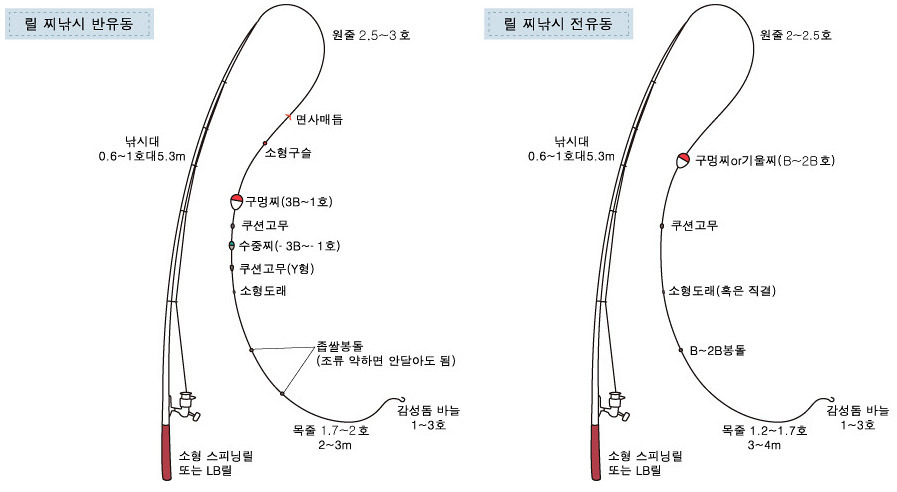 릴 찌낚시 반유동
원줄 2.5~3 호
면사매듭
낚시대
0.6~1호대5.3m
소형구슬
구멍찌(3B~1호)
쿠션고무
수중찌(- 3B~- 1호)
쿠션고무(Y형)
소형도래
좁쌀봉돌
(조류 약하면 안달아도 됨)
감성돔 바늘
1~3호
목줄 1.7~2 호
2~3m
소형 스피닝릴
또는 LB릴
릴 찌낚시 전유동
원줄 2~2.5호
낚시대
0.6~1호대5.3m
구멍찌or기울찌(B~2B호)
쿠션고무
소형도래(혹은 직결)
B~2B봉돌
감성돔 바늘
1~3호
목줄 1.2~1.7호
3~4m
소형 스피닝릴
또는 LB릴